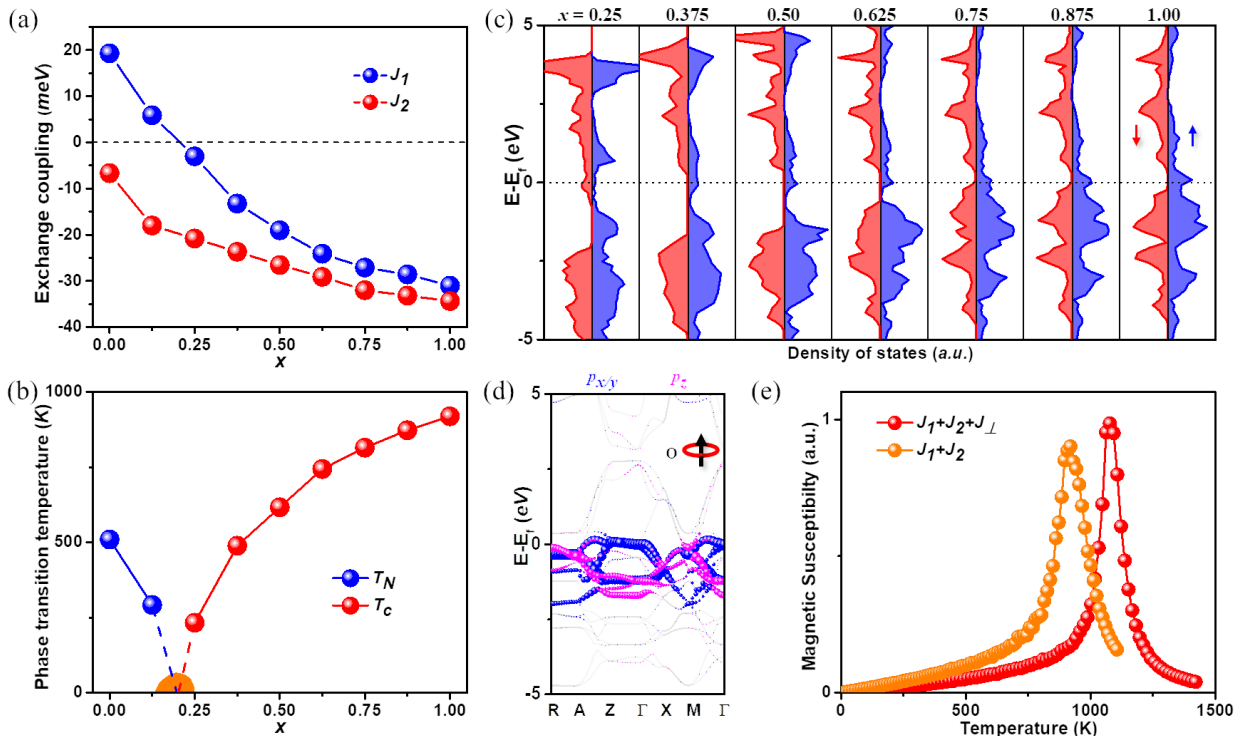 (a)
Exchange coupling (meV)
20
10
0
-10
-20
-30
-40
J1
J2
0.00 0.25 0.50 0.75 1.00
x
(b)
Phase transition temperature (K)
1000
500
0
TN
Tc
0.00 0.25 0.50 0.75 1.00
x
(c)
x = 0.25 0.375 0.50 0.625 0.75 0.875 1.00
E-Ef (eV)
5
0
-5
Density of states (a.u.)
(d)
px/y pz
E-Ef (eV)
5
0
-5
O
R A Z Γ X M Γ
(e)
Magnetic Susceptibility (a.u.)
1
0
J1+J2+J⊥
J1+J2
0 500 1000 1500
Temperature (K)